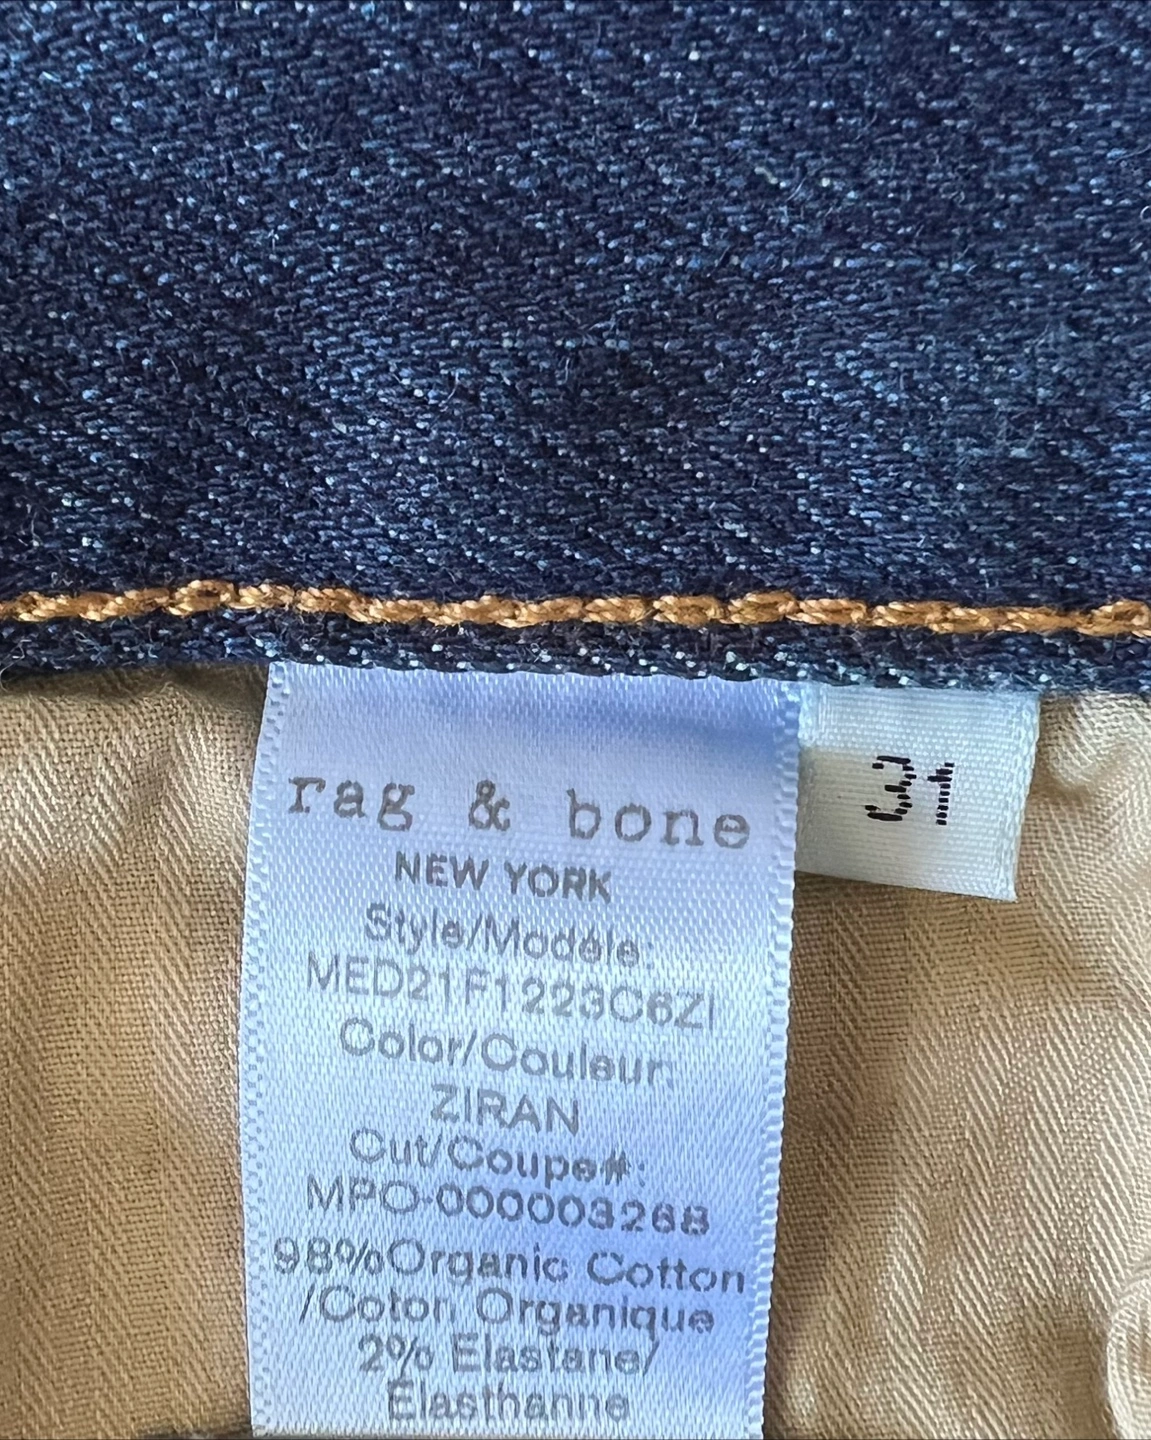 rag & bone
NEW YORK
Style/Modéle:
MED21F1223C6ZI
Color/Couleur:
ZIRAN
Cut/Coupe#:
MPO-000003268
98%Organic Cotton
/Coton Organique
2% Elastane/
Élasthanne
31